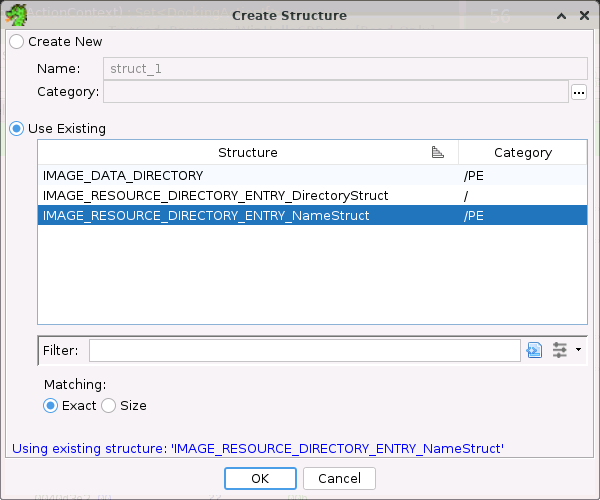 Create Structure
Create New
Name: struct_1
Category: ...
Use Existing
Structure Category
IMAGE_DATA_DIRECTORY /PE
IMAGE_RESOURCE_DIRECTORY_ENTRY_DirectoryStruct /
IMAGE_RESOURCE_DIRECTORY_ENTRY_NameStruct /PE
Filter:
Matching:
Exact Size
Using existing structure: 'IMAGE_RESOURCE_DIRECTORY_ENTRY_NameStruct'
OK Cancel